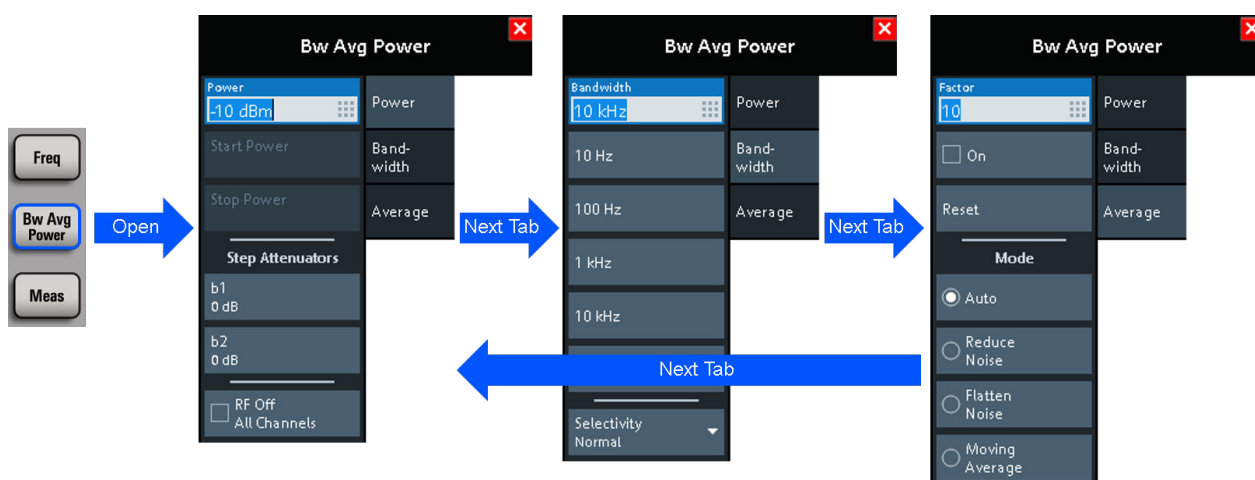 Freq
Bw Avg
Power
Meas
Open
Bw Avg Power
Power
-10 dBm
Start Power
Stop Power
Step Attenuators
b1
0 dB
b2
0 dB
RF Off
All Channels
Power
Band-
width
Average
Next Tab
Bw Avg Power
Bandwidth
10 kHz
10 Hz
100 Hz
1 kHz
10 kHz
Selectivity
Normal
Power
Band-
width
Average
Next Tab
Next Tab
Bw Avg Power
Factor
10
On
Reset
Mode
Auto
Reduce
Noise
Flatten
Noise
Moving
Average
Power
Band-
width
Average